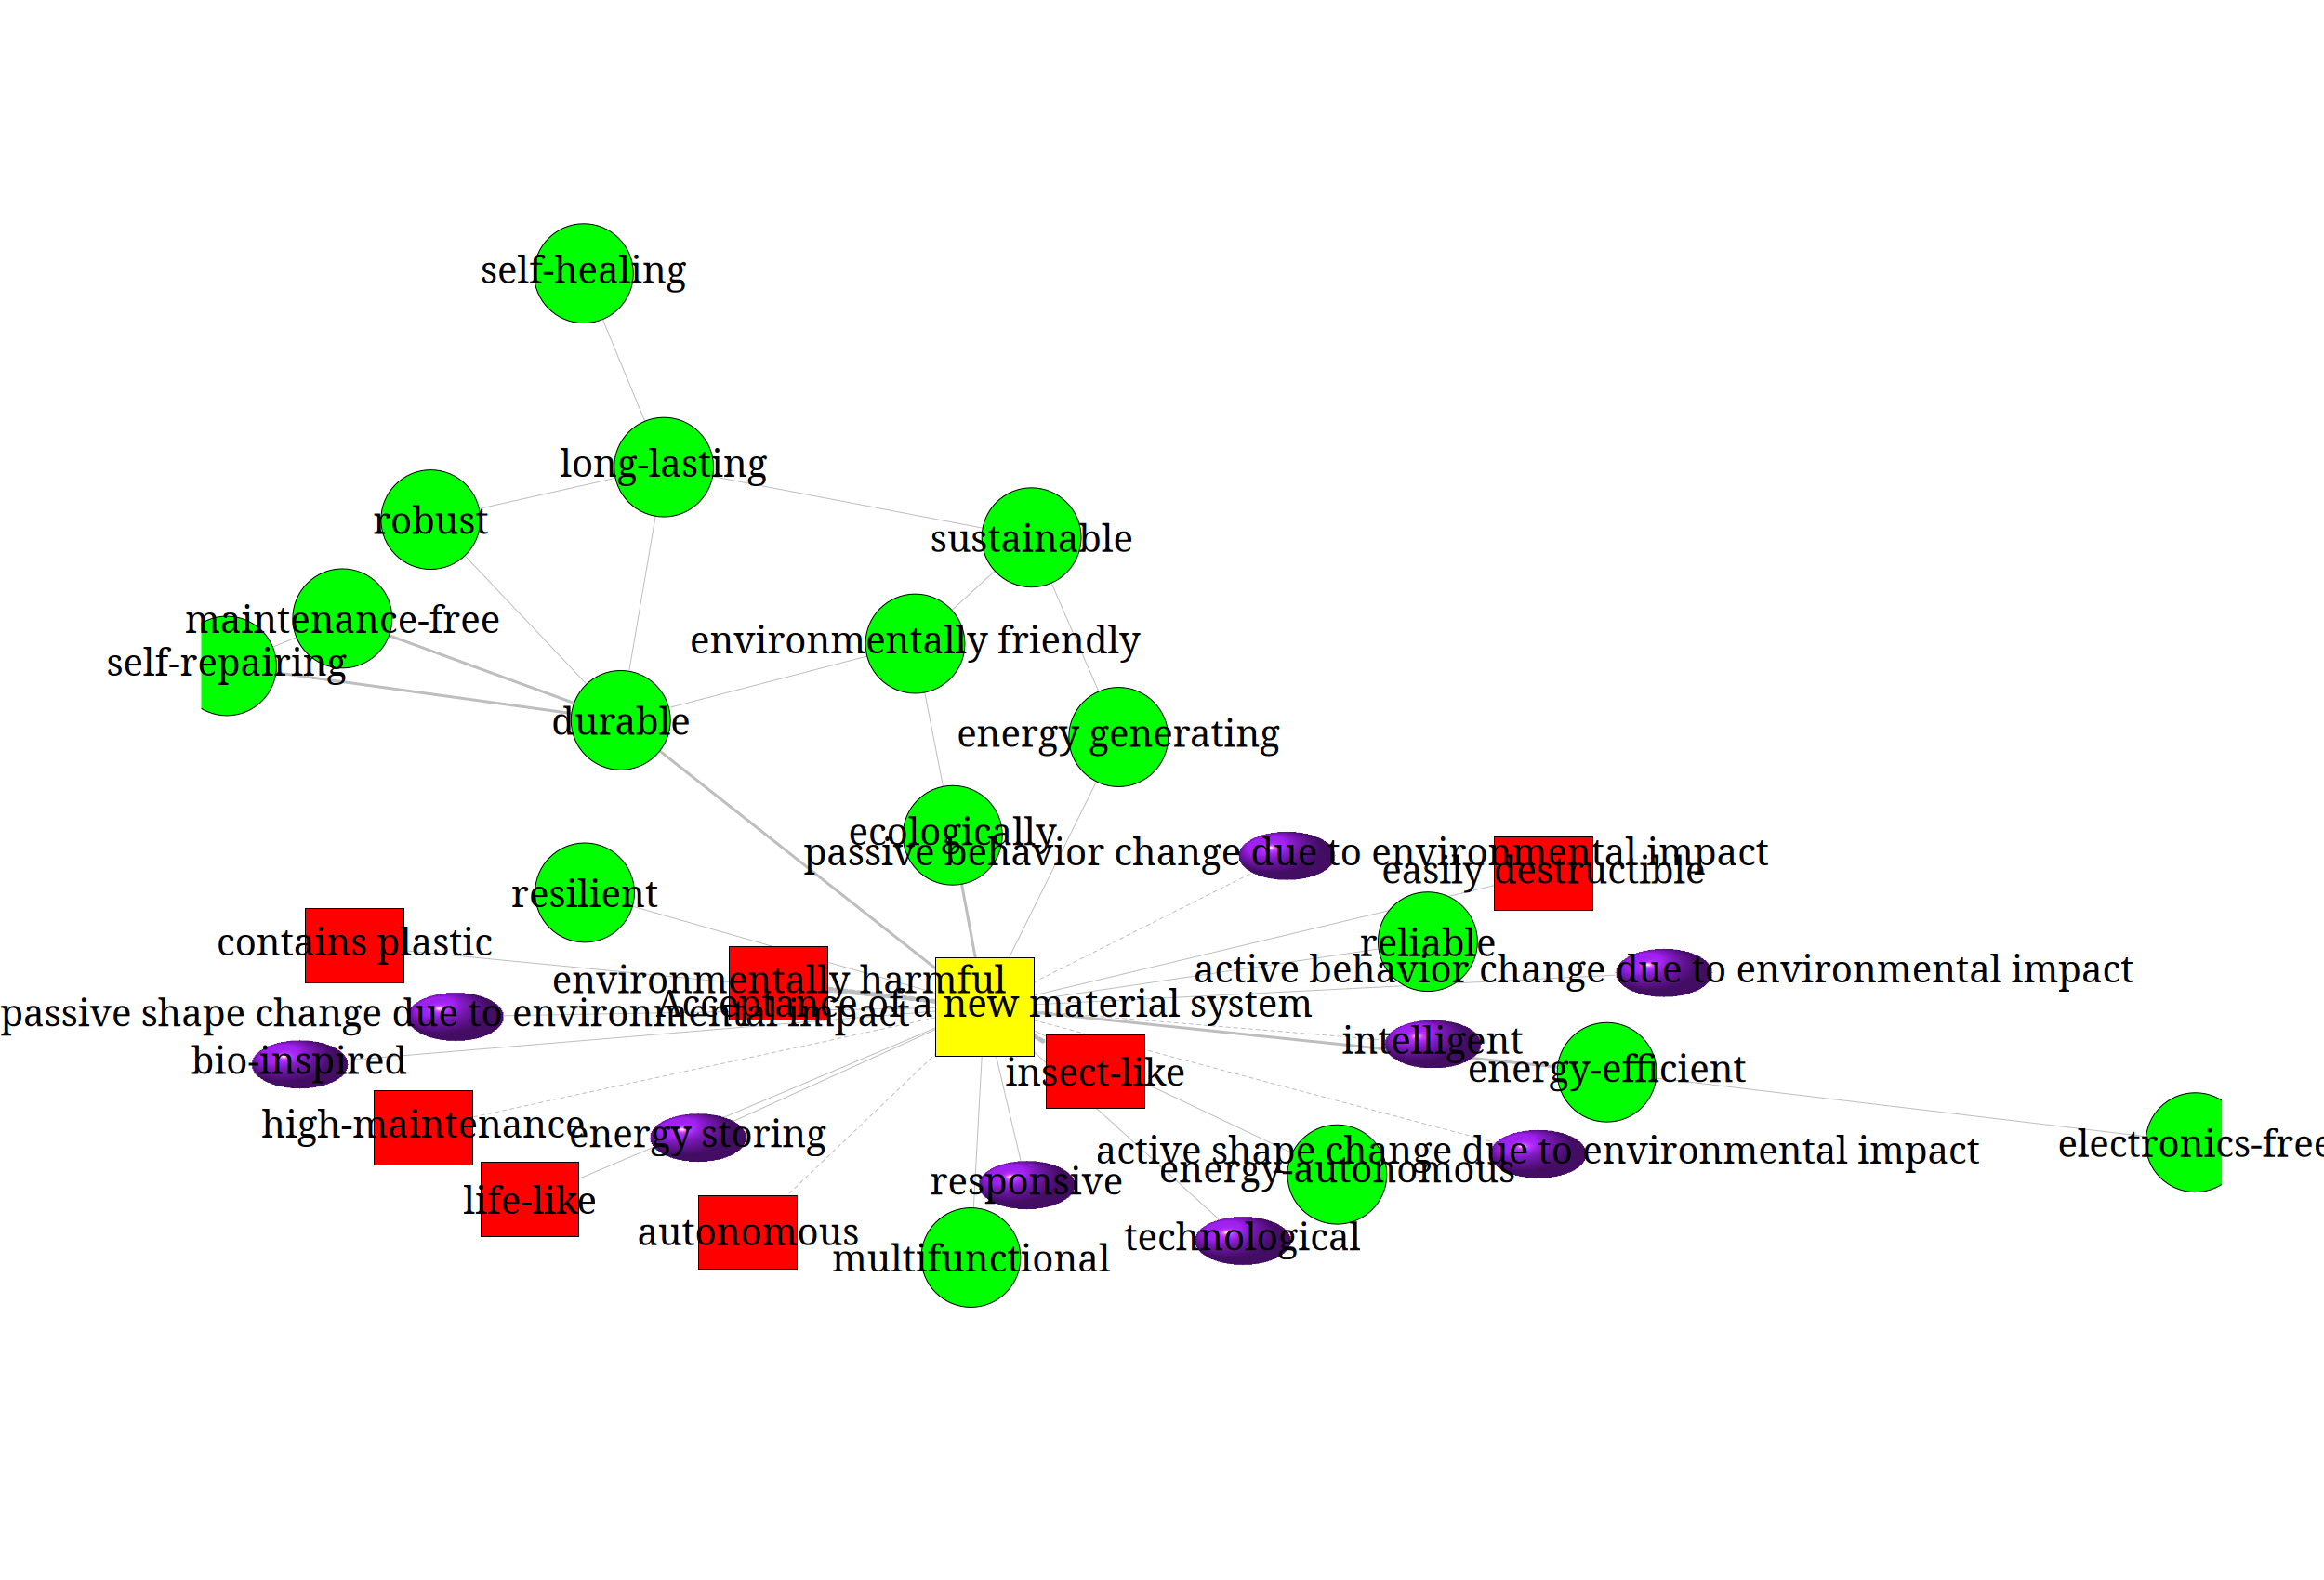 self-healing
long-lasting
robust
sustainable
maintenance-free
environmentally friendly
self-repairing
durable
energy generating
ecologically
passive behavior change due to environmental impact
easily destructible
resilient
contains plastic
reliable
active behavior change due to environmental impact
environmentally harmful
Acceptance of a new material system
passive shape change due to environmental impact
intelligent
bio-inspired
energy-efficient
insect-like
high-maintenance
energy storing
electronics-free
active shape change due to environmental impact
energy-autonomous
responsive
life-like
autonomous
technological
multifunctional